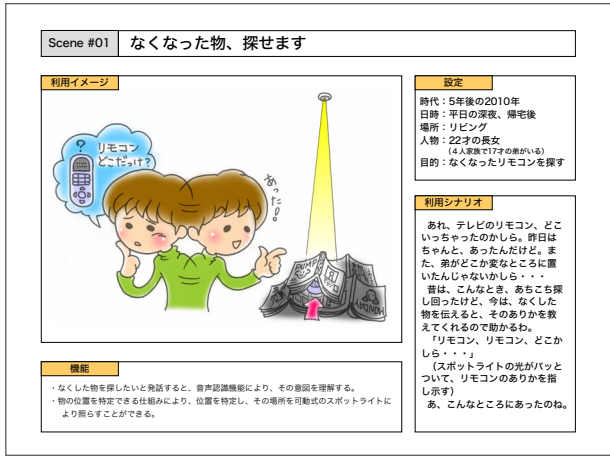 Scene #01
なくなった物、探せます
利用イメージ
?
リモコン
どこだっけ?
あった!
設定
時代:5年後の2010年
日時:平日の深夜、帰宅後
場所:リビング
人物:22才の長女
(4人家族で17才の弟がいる)
目的:なくなったリモコンを探す
利用シナリオ
あれ、テレビのリモコン、どこ
いっちゃったのかしら。昨日は
ちゃんと、あったんだけど。ま
た、弟がどこか変なところに置
いたんじゃないかしら・・・
昔は、こんなとき、あちこち探
し回ったけど、今は、なくした
物を伝えると、そのありかを教
えてくれるので助かるわ。
「リモコン、リモコン、どこか
しら・・・」
(スポットライトの光がパッと
ついて、リモコンのありかを指
し示す)
あ、こんなところにあったのね。
機能
・なくした物を探したいと発話すると、音声認識機能により、その意図を理解する。
・物の位置を特定できる仕組みにより、位置を特定し、その場所を可動式のスポットライトに
より照らすことができる。